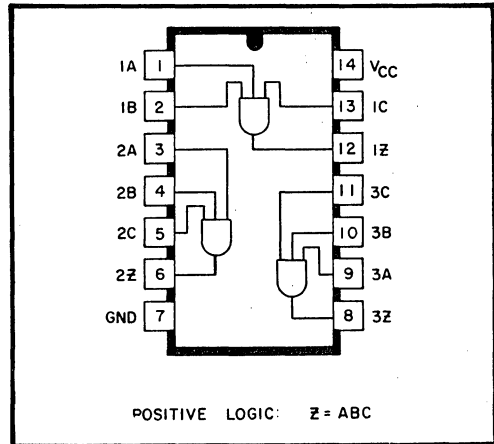 1A 1 14 VCC
1B 2 13 1C
2A 3 12 1Z
2B 4 11 3C
2C 5 10 3B
2Z 6 9 3A
GND 7 8 3Z
POSITIVE LOGIC: Z = ABC